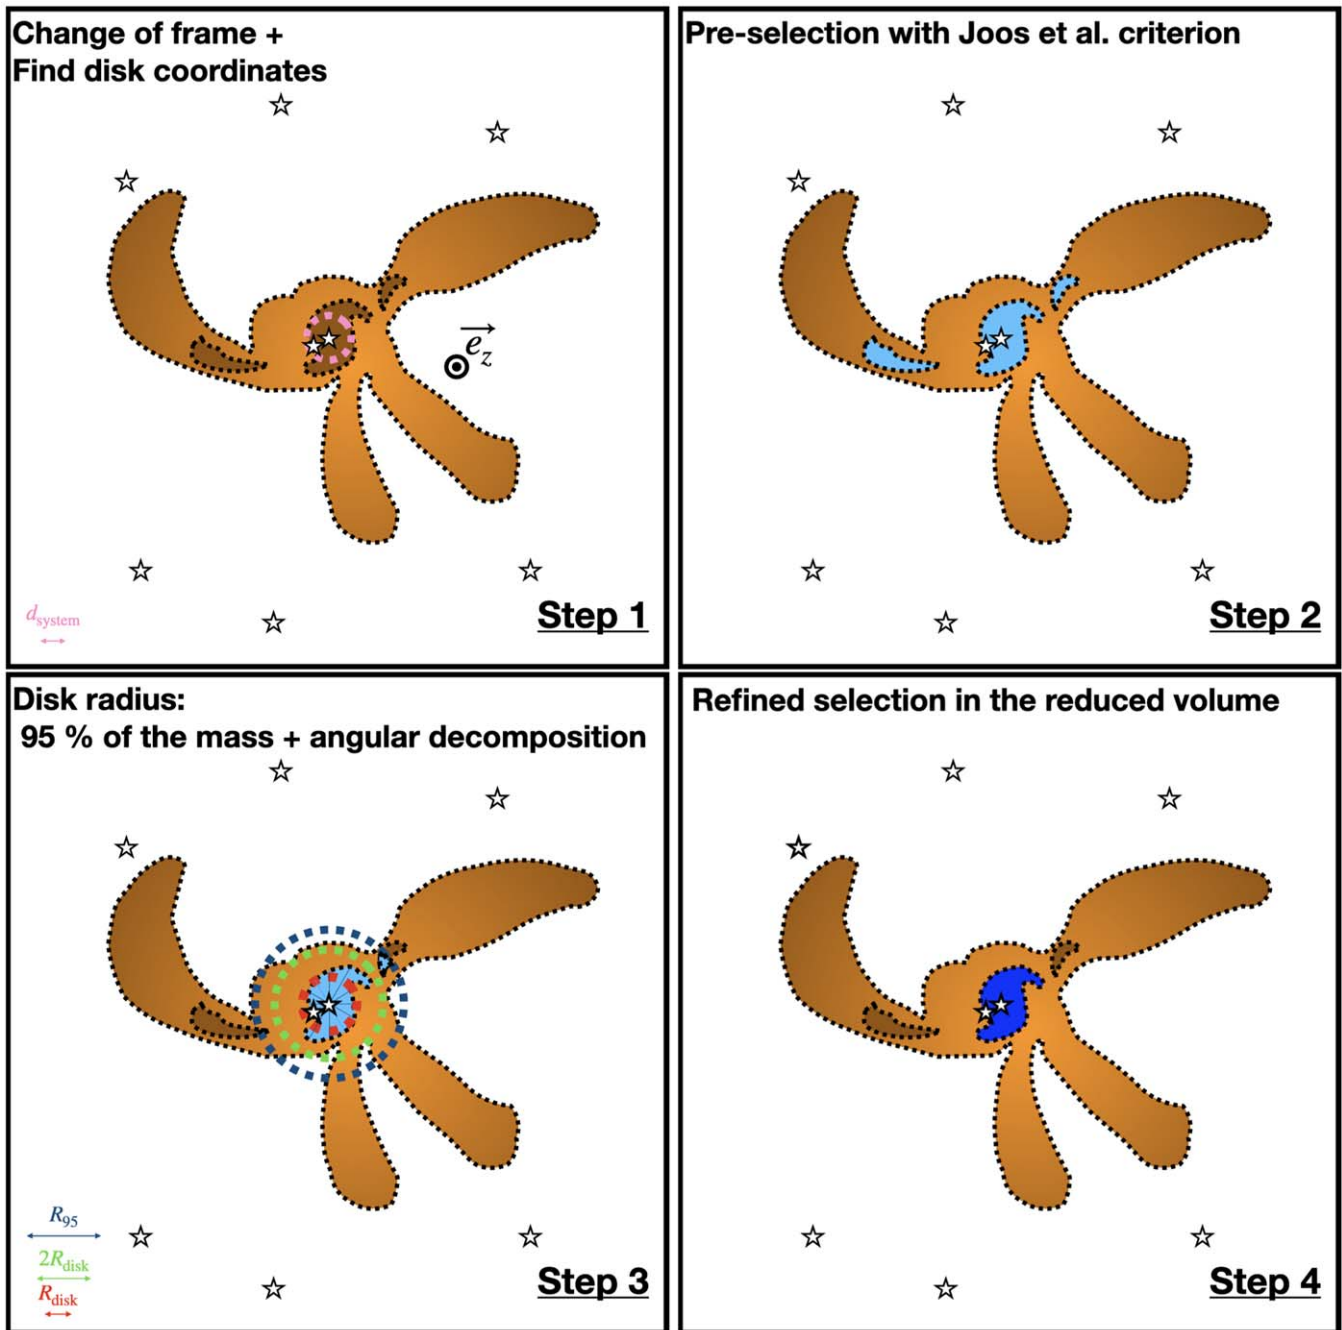 Change of frame +
Find disk coordinates
e_z
d_system
Step 1
Pre-selection with Joos et al. criterion
Step 2
Disk radius:
95 % of the mass + angular decomposition
R_95
2R_disk
R_disk
Step 3
Refined selection in the reduced volume
Step 4